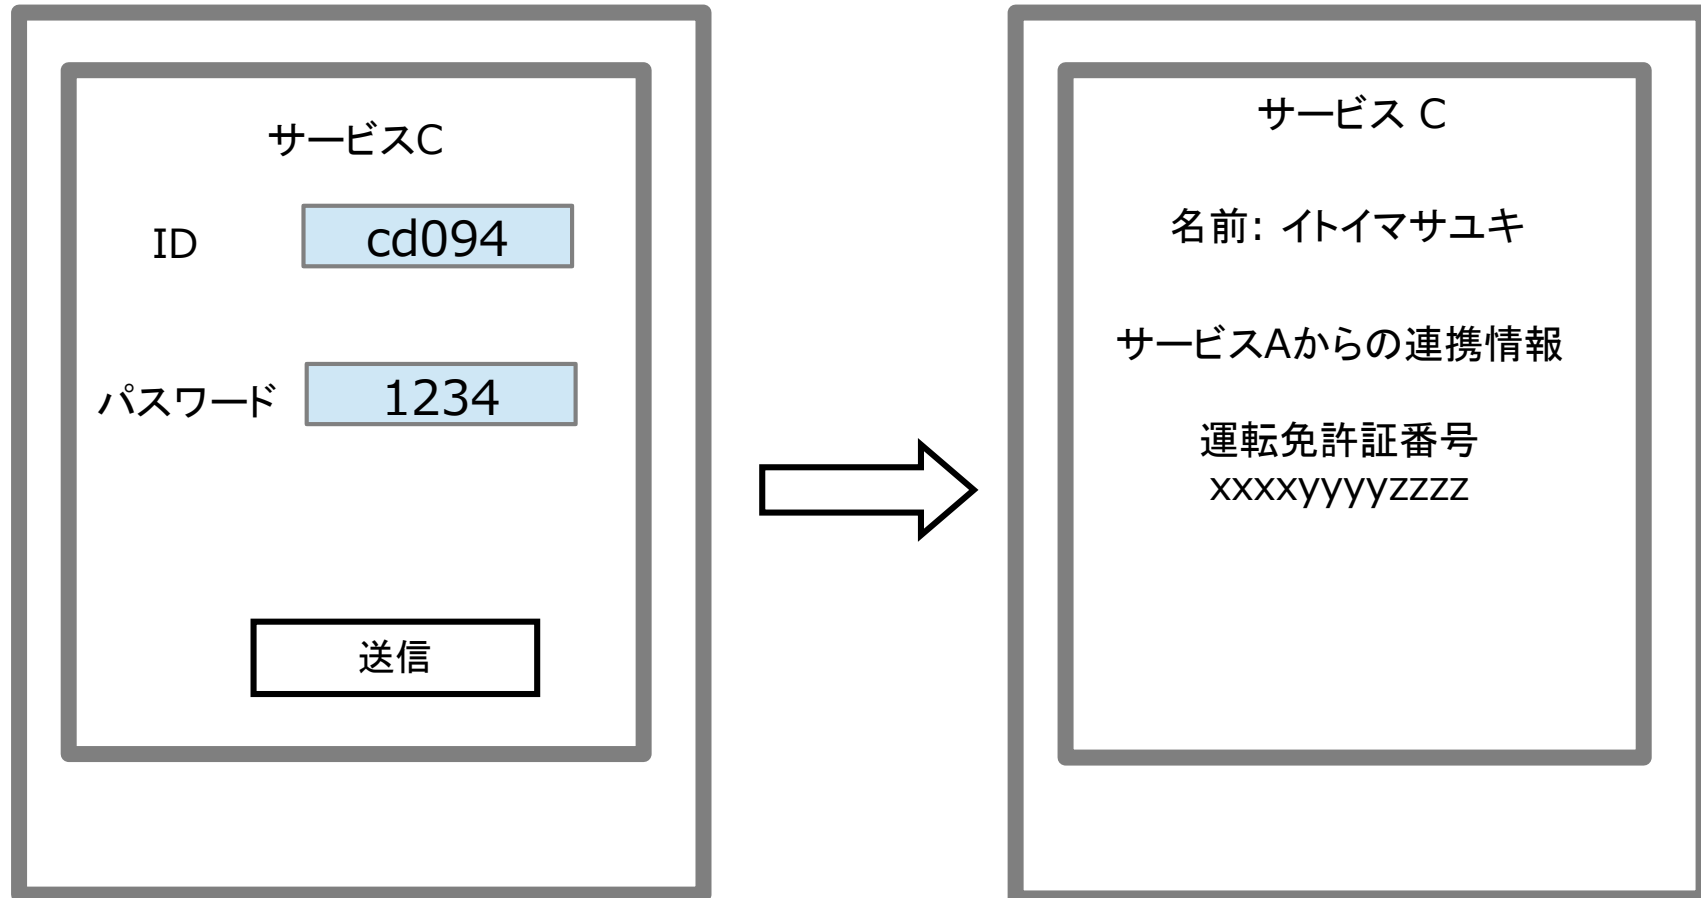 サービスC
ID
cd094
パスワード
1234
送信
サービス C
名前: イトイマサユキ
サービスAからの連携情報
運転免許証番号
xxxxyyyyzzzz